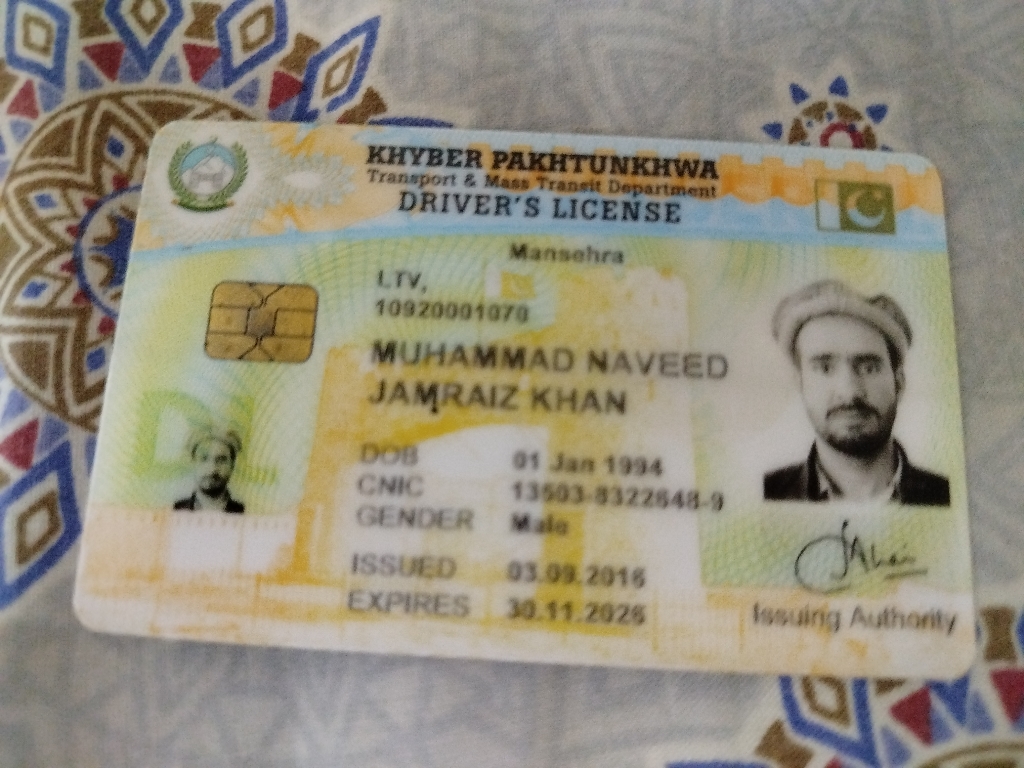 KHYBER PAKHTUNKHWA
Transport & Mass Transit Department
DRIVER'S LICENSE
Mansehra
LTV,
10920001070
MUHAMMAD NAVEED
JAMRAIZ KHAN
DOB 01 Jan 1994
CNIC 13503-8322648-9
GENDER Male
ISSUED 03.09.2016
EXPIRES 30.11.2026
Issuing Authority